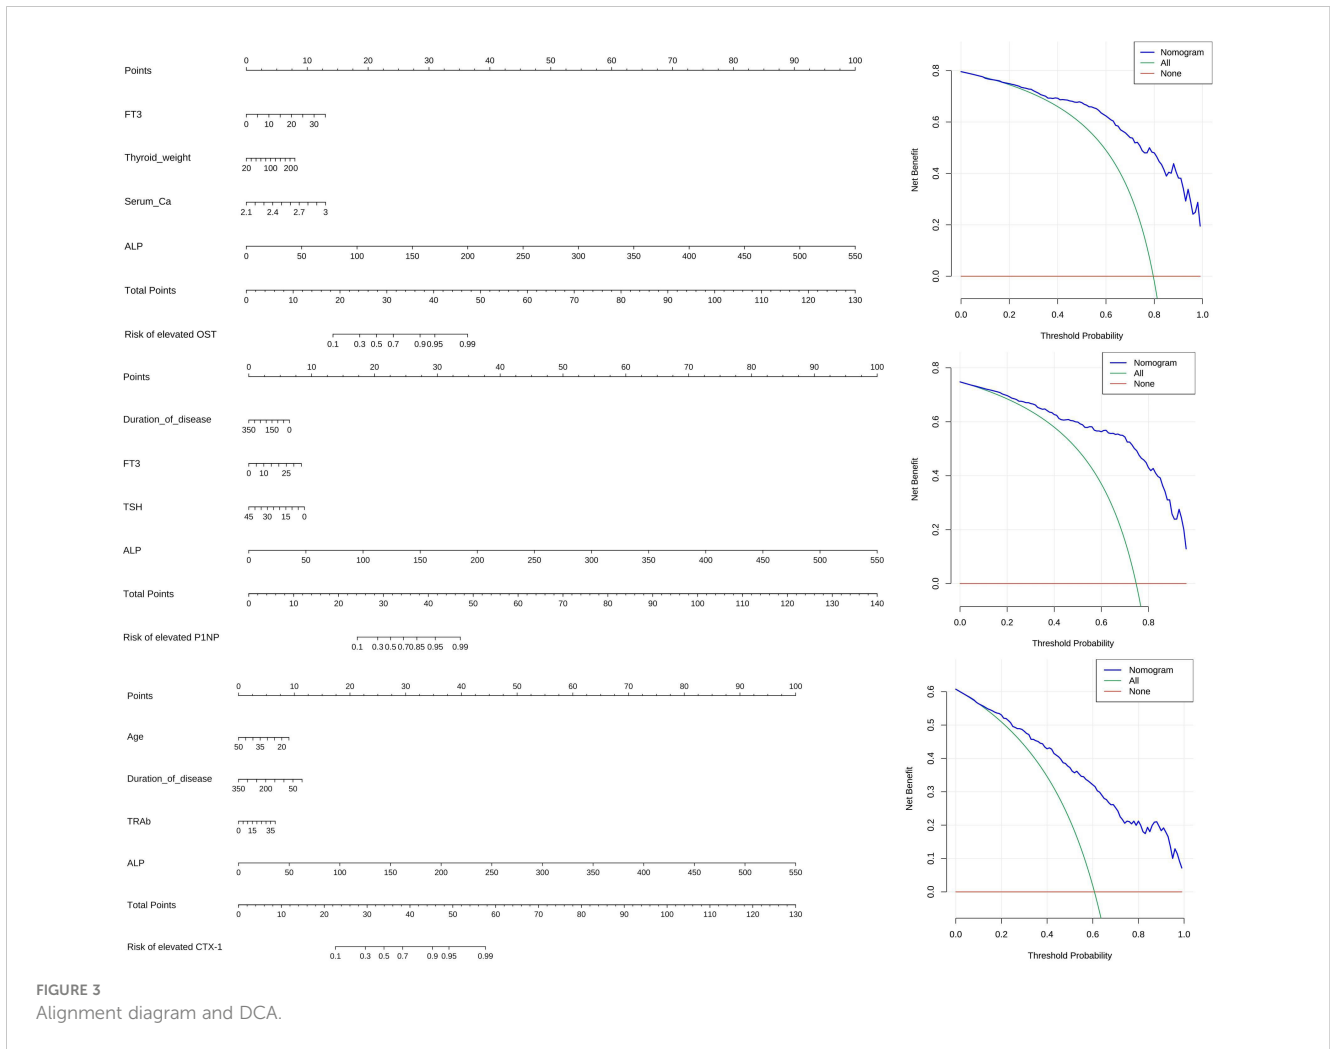 0 10 20 30 40 50 60 70 80 90 100
Points
FT3
0 10 20 30
Thyroid_weight
20 100 200
Serum_Ca
2.1 2.4 2.7 3
ALP
0 50 100 150 200 250 300 350 400 450 500 550
Total Points
0 10 20 30 40 50 60 70 80 90 100 110 120 130
Risk of elevated OST
0.1 0.3 0.5 0.7 0.9 0.95 0.99
Nomogram
All
None
Net Benefit
0.8
0.6
0.4
0.2
0.0
0.0 0.2 0.4 0.6 0.8 1.0
Threshold Probability
0 10 20 30 40 50 60 70 80 90 100
Points
Duration_of_disease
350 150 0
FT3
0 10 25
TSH
45 30 15 0
ALP
0 50 100 150 200 250 300 350 400 450 500 550
Total Points
0 10 20 30 40 50 60 70 80 90 100 110 120 130 140
Risk of elevated P1NP
0.1 0.3 0.5 0.7 0.85 0.95 0.99
Nomogram
All
None
Net Benefit
0.8
0.6
0.4
0.2
0.0
0.0 0.2 0.4 0.6 0.8
Threshold Probability
0 10 20 30 40 50 60 70 80 90 100
Points
Age
50 35 20
Duration_of_disease
350 200 50
TRAb
0 15 35
ALP
0 50 100 150 200 250 300 350 400 450 500 550
Total Points
0 10 20 30 40 50 60 70 80 90 100 110 120 130
Risk of elevated CTX-1
0.1 0.3 0.5 0.7 0.9 0.95 0.99
Nomogram
All
None
Net Benefit
0.6
0.5
0.4
0.3
0.2
0.1
0.0
0.0 0.2 0.4 0.6 0.8 1.0
Threshold Probability
FIGURE 3
Alignment diagram and DCA.